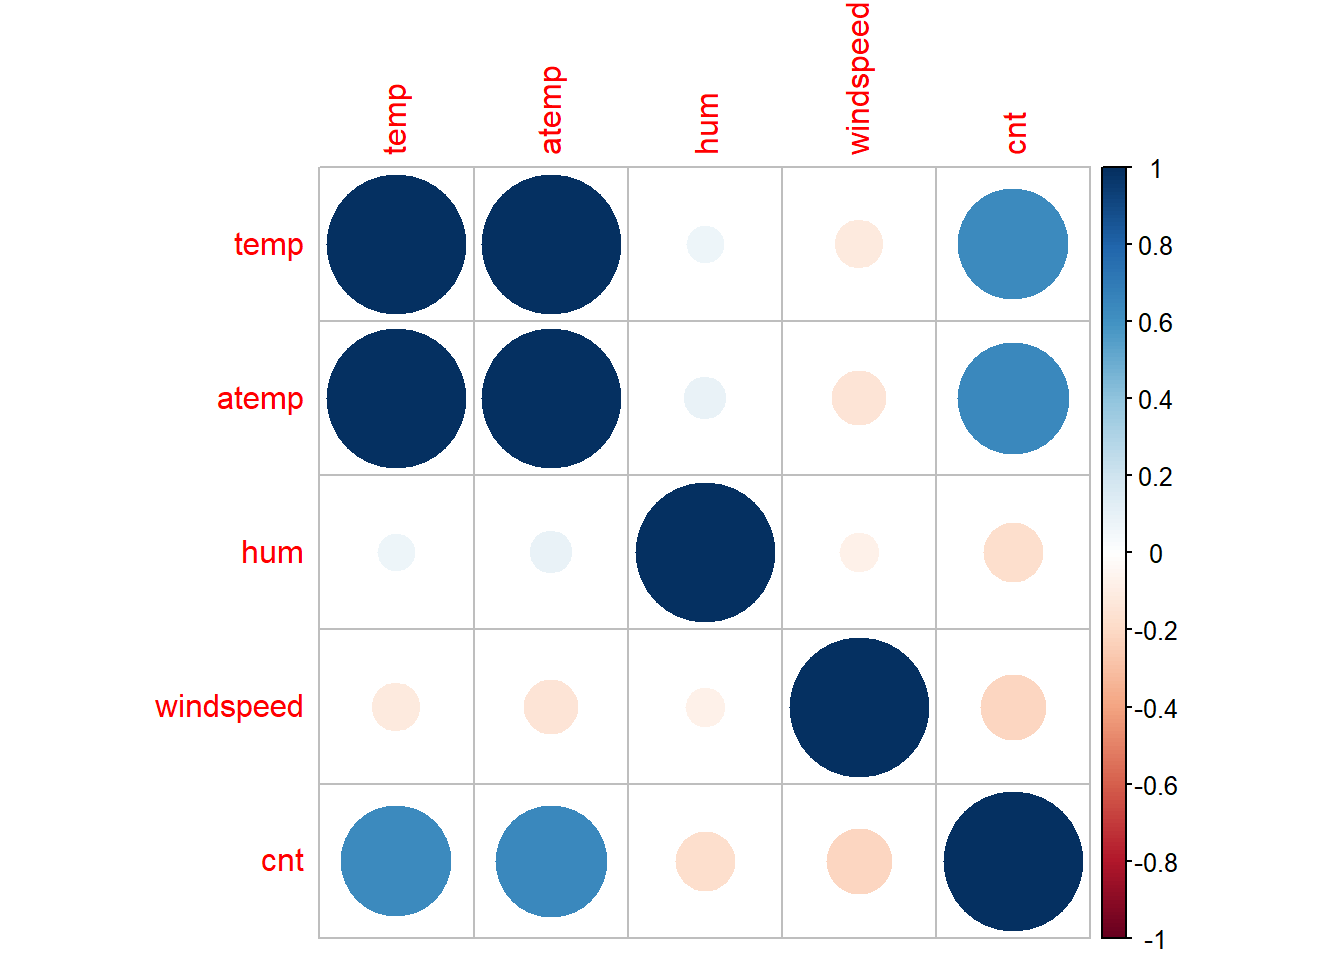 temp
atemp
hum
windspeed
cnt
temp
atemp
hum
windspeed
cnt
1
0.8
0.6
0.4
0.2
0
-0.2
-0.4
-0.6
-0.8
-1